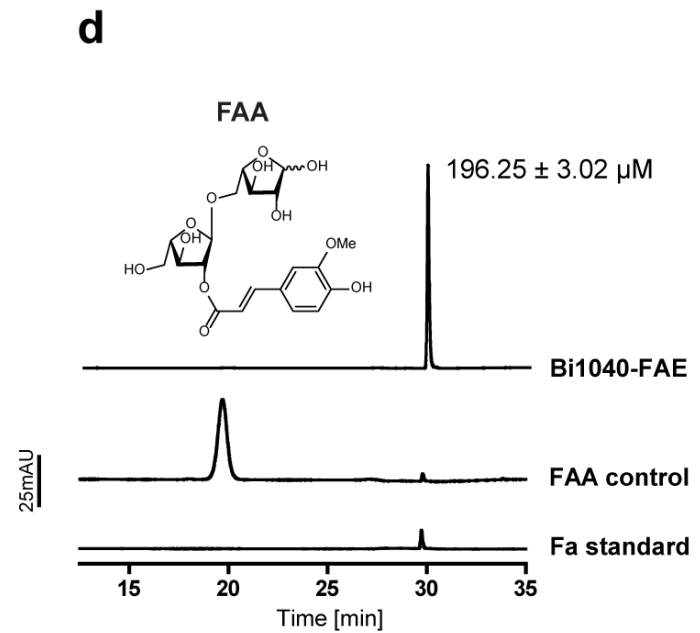 d
FAA
O
OH
OH
OH
O
O
OH
HO
O
O
OMe
OH
196.25 ± 3.02 µM
Bi1040-FAE
25mAU
FAA control
Fa standard
15 20 25 30 35
Time [min]